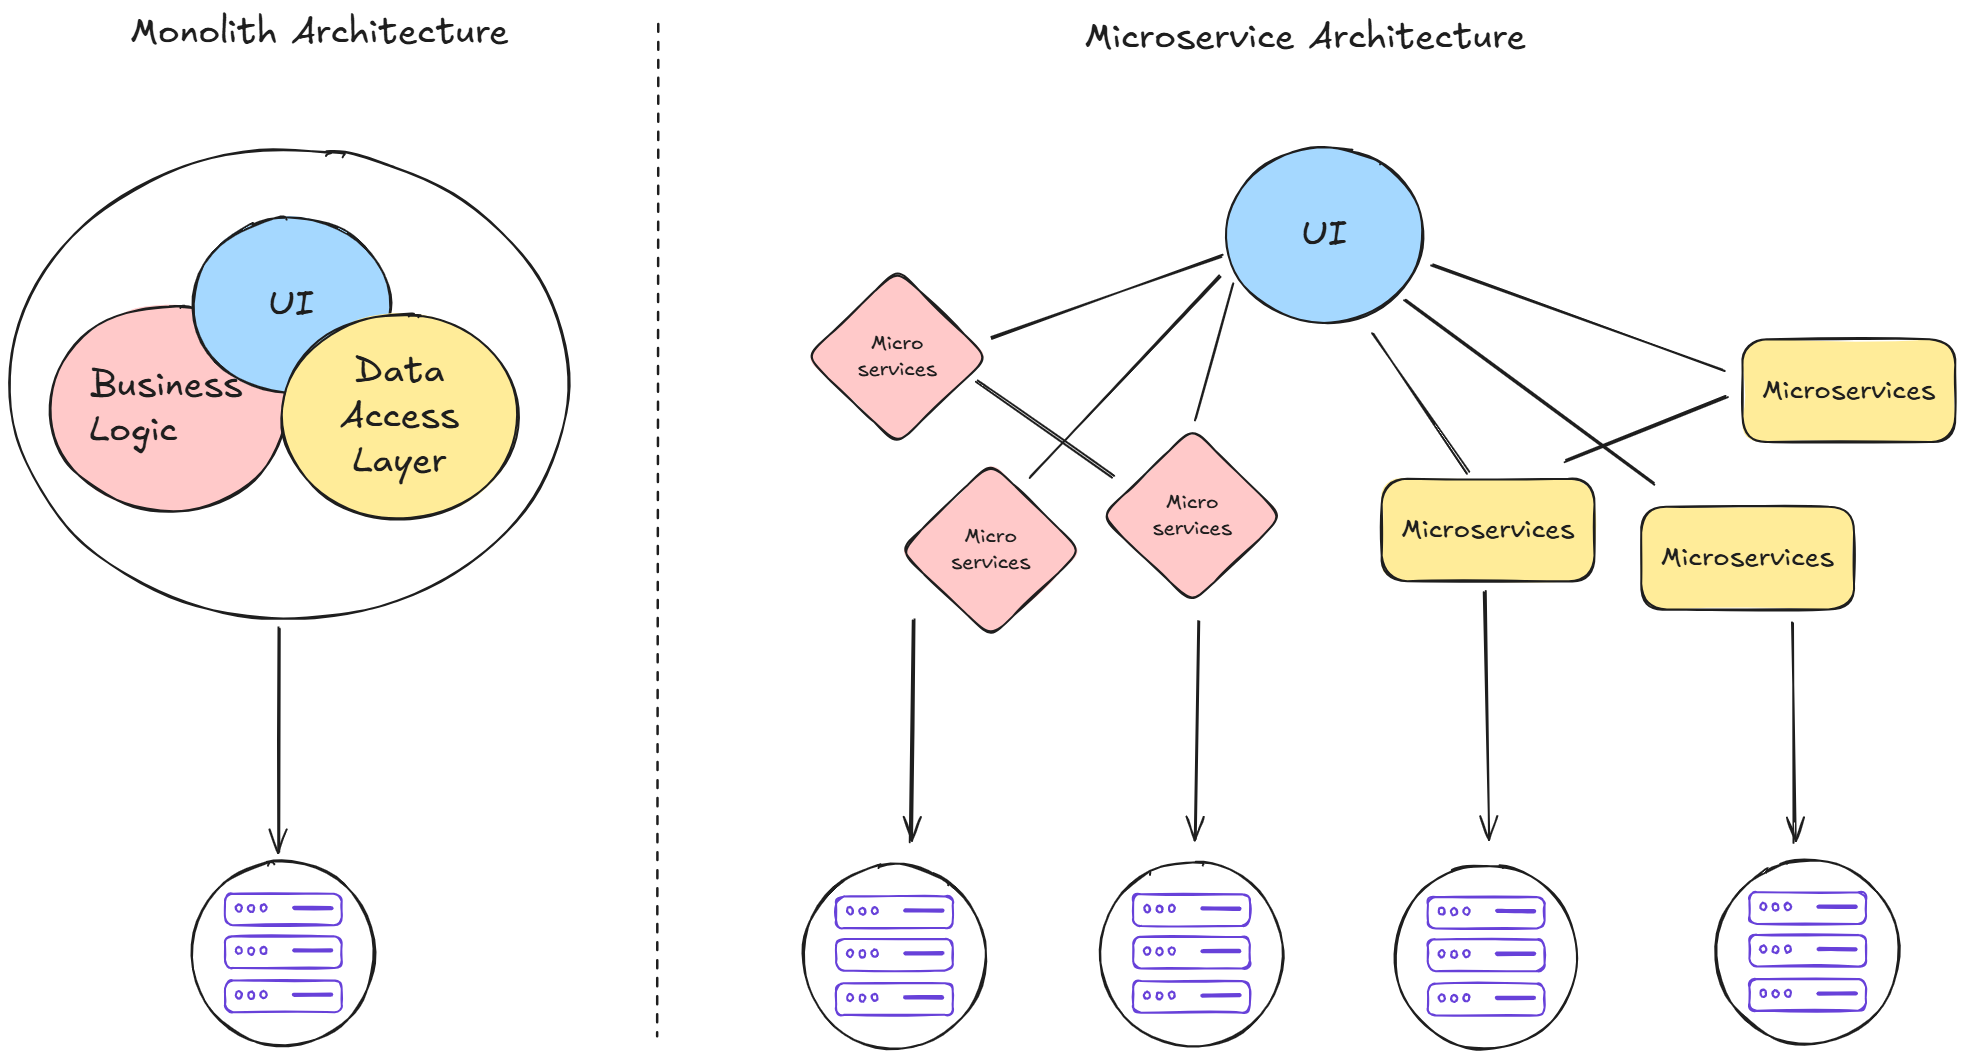 Monolith Architecture
UI
Business
Logic
Data
Access
Layer
Microservice Architecture
UI
Micro
services
Micro
services
Micro
services
Microservices
Microservices
Microservices